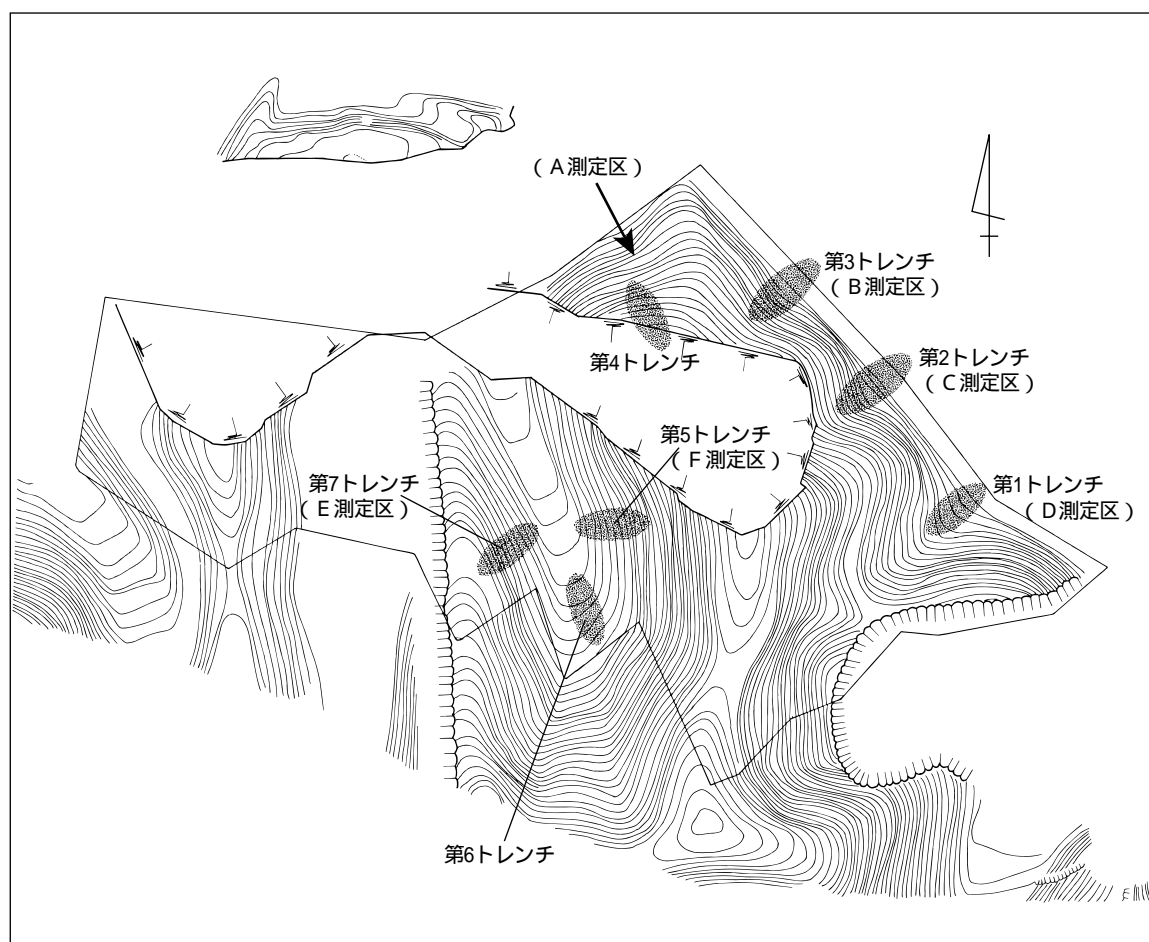 （A測定区）
第3トレンチ
（B測定区）
第4トレンチ
第2トレンチ
（C測定区）
第5トレンチ
（F測定区）
第7トレンチ
（E測定区）
第1トレンチ
（D測定区）
第6トレンチ